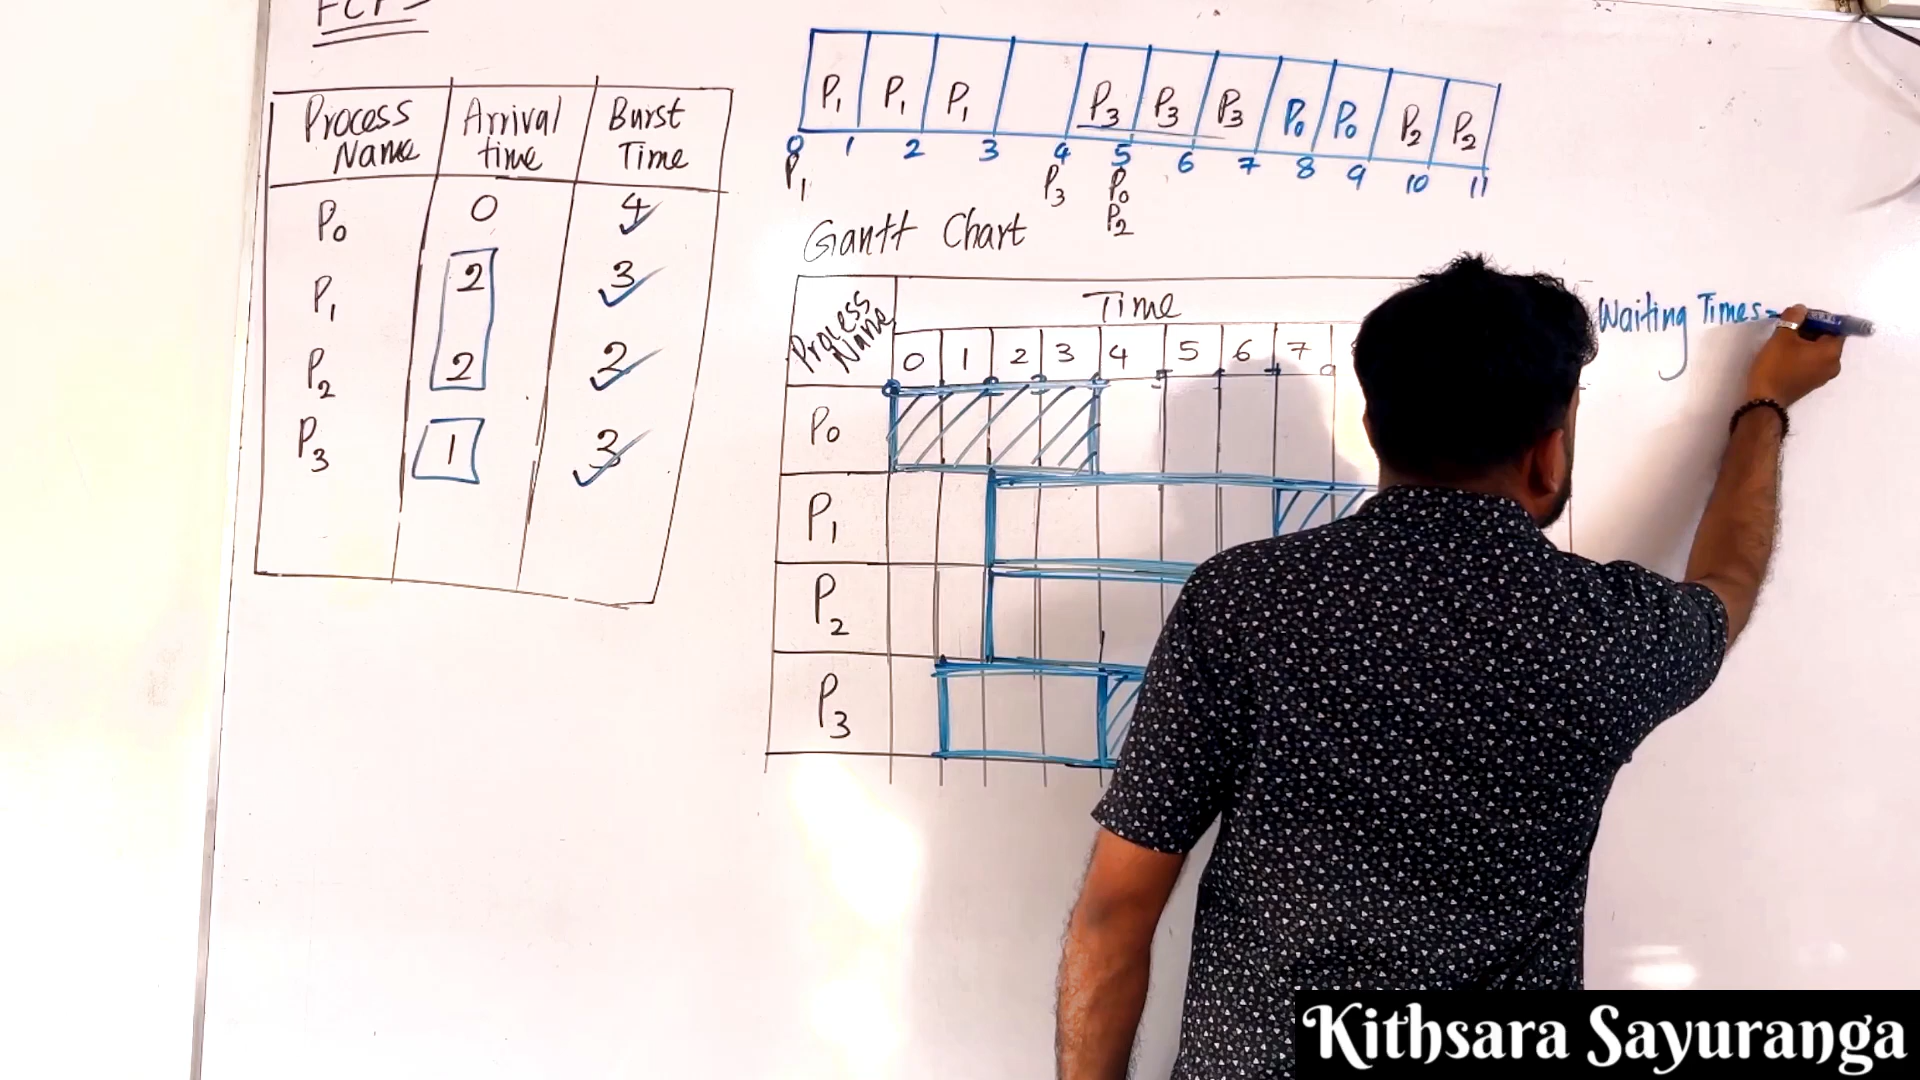 FCFS
Process Name Arrival time Burst Time
P0 0 4
P1 2 3
P2 2 2
P3 1 3
P1 P1 P1 P3 P3 P3 P0 P0 P2 P2
0 1 2 3 4 5 6 7 8 9 10 11
P1 P3 P0
P2
Gantt Chart
Process Name Time
0 1 2 3 4 5 6 7
P0
P1
P2
P3
Waiting Times=
Kithsara Sayuranga